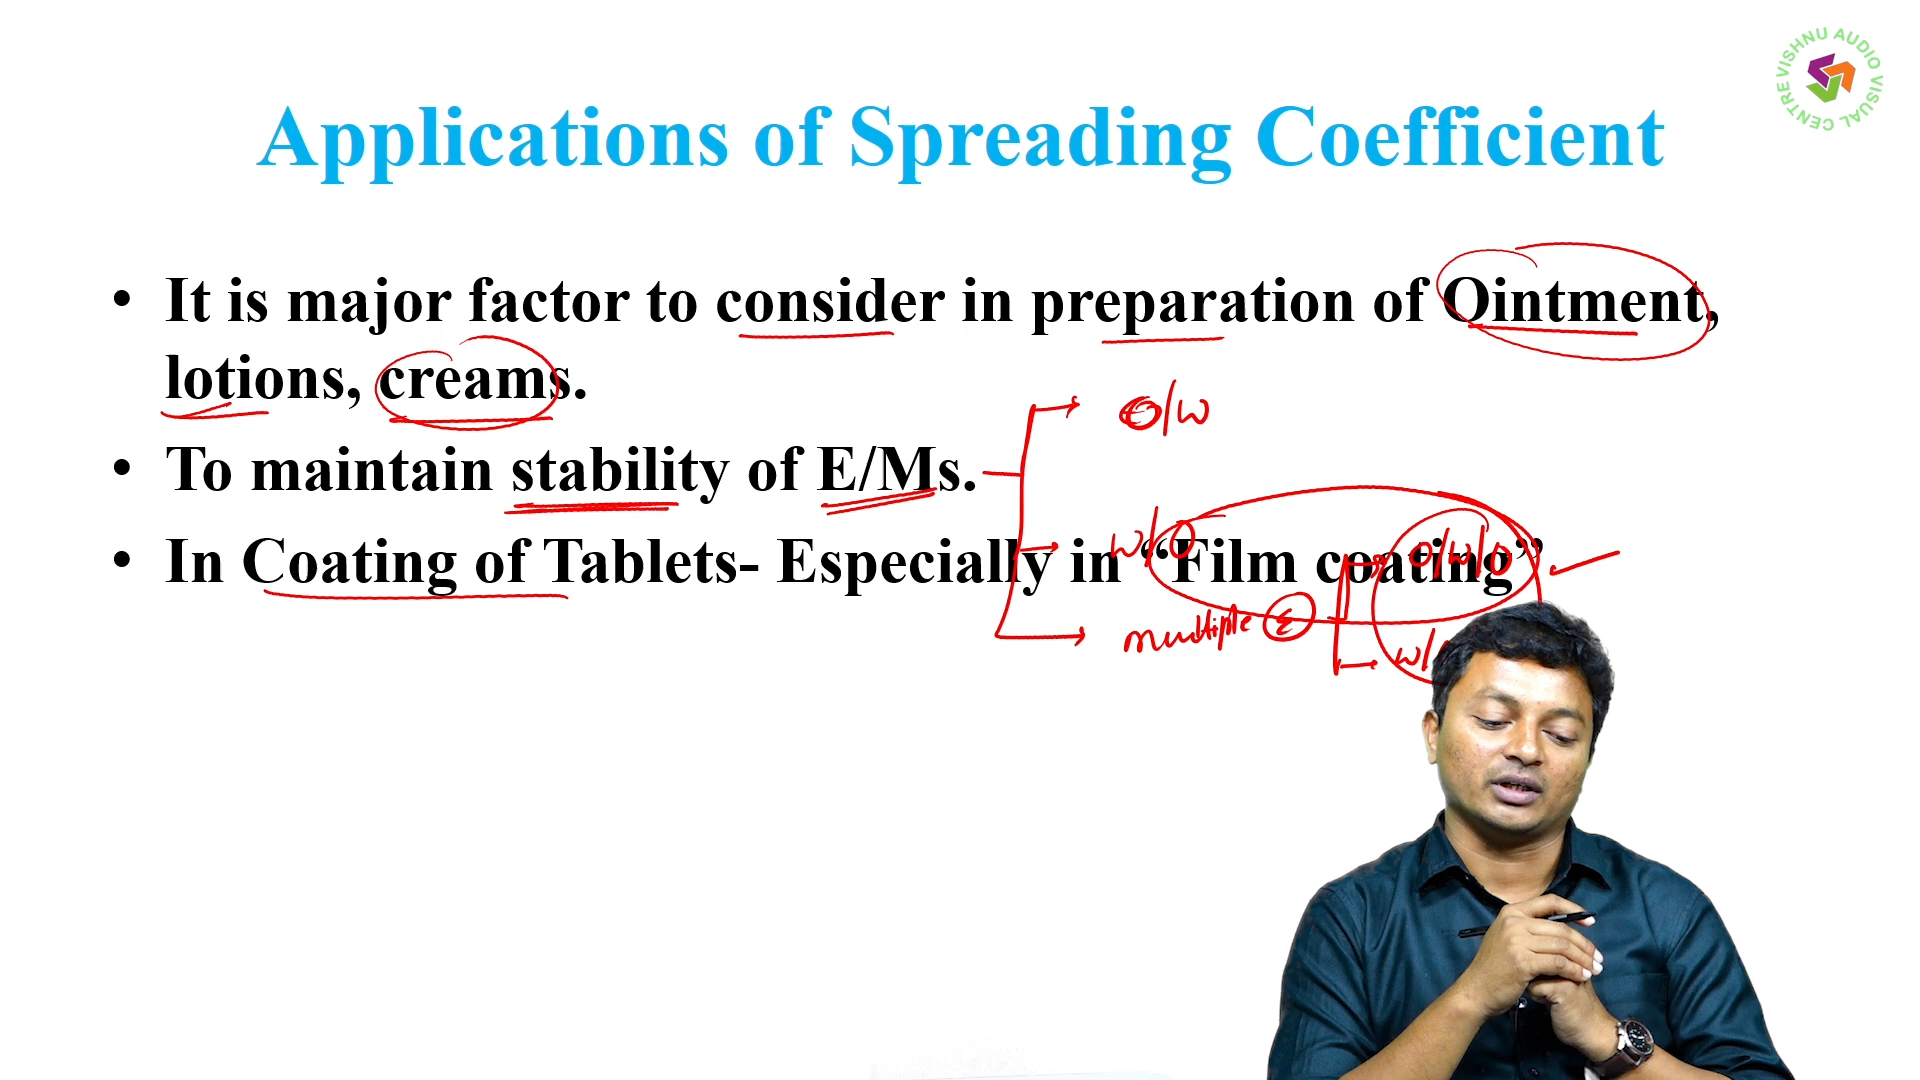 VISHNU AUDIO VISUAL CENTRE
Applications of Spreading Coefficient
• It is major factor to consider in preparation of Ointment,
lotions, creams.
O/W
• To maintain stability of E/Ms.
• In Coating of Tablets- Especially in “Film coating”
W/O
O/W/O
multiple E
W/